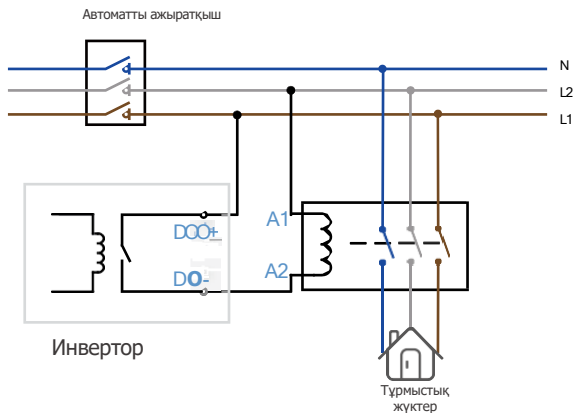 Автоматты ажыратқыш
N
L2
L1
A1
DO+
A2
DO-
Инвертор
Тұрмыстық
жүктер